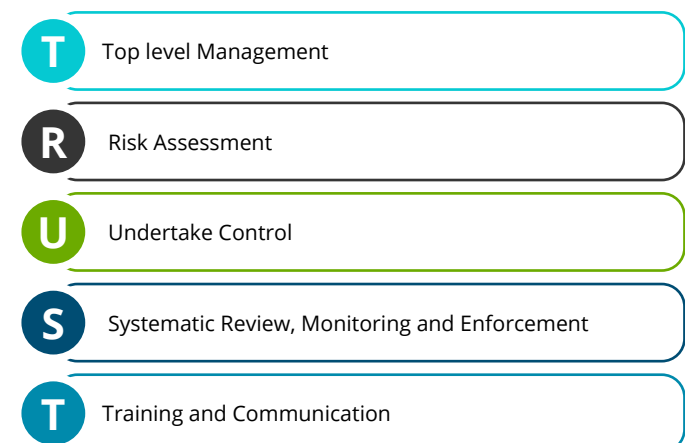 T Top level Management
R Risk Assessment
U Undertake Control
S Systematic Review, Monitoring and Enforcement
T Training and Communication